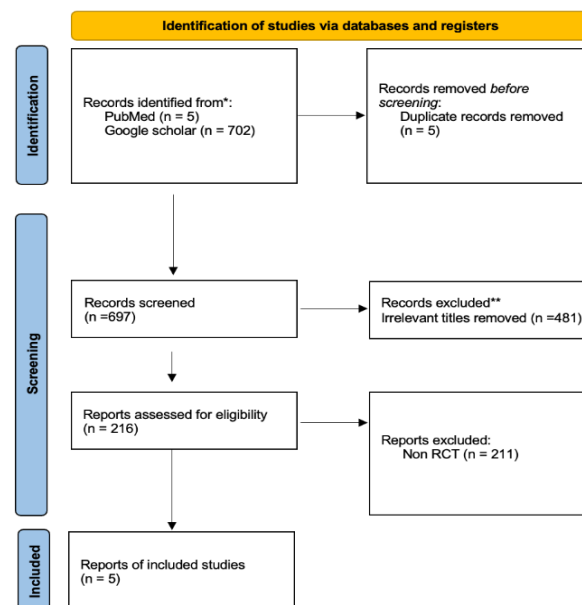 Identification of studies via databases and registers
Identification
Records identified from*:
PubMed (n = 5)
Google scholar (n = 702)
Records removed before
screening:
Duplicate records removed
(n = 5)
Screening
Records screened
(n =697)
Records excluded**
Irrelevant titles removed (n =481)
Reports assessed for eligibility
(n = 216)
Reports excluded:
Non RCT (n = 211)
Included
Reports of included studies
(n = 5)